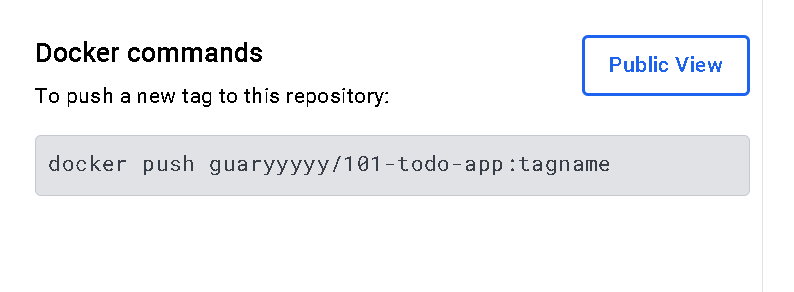 Docker commands
Public View
To push a new tag to this repository:
docker push guaryyyyy/101-todo-app:tagname